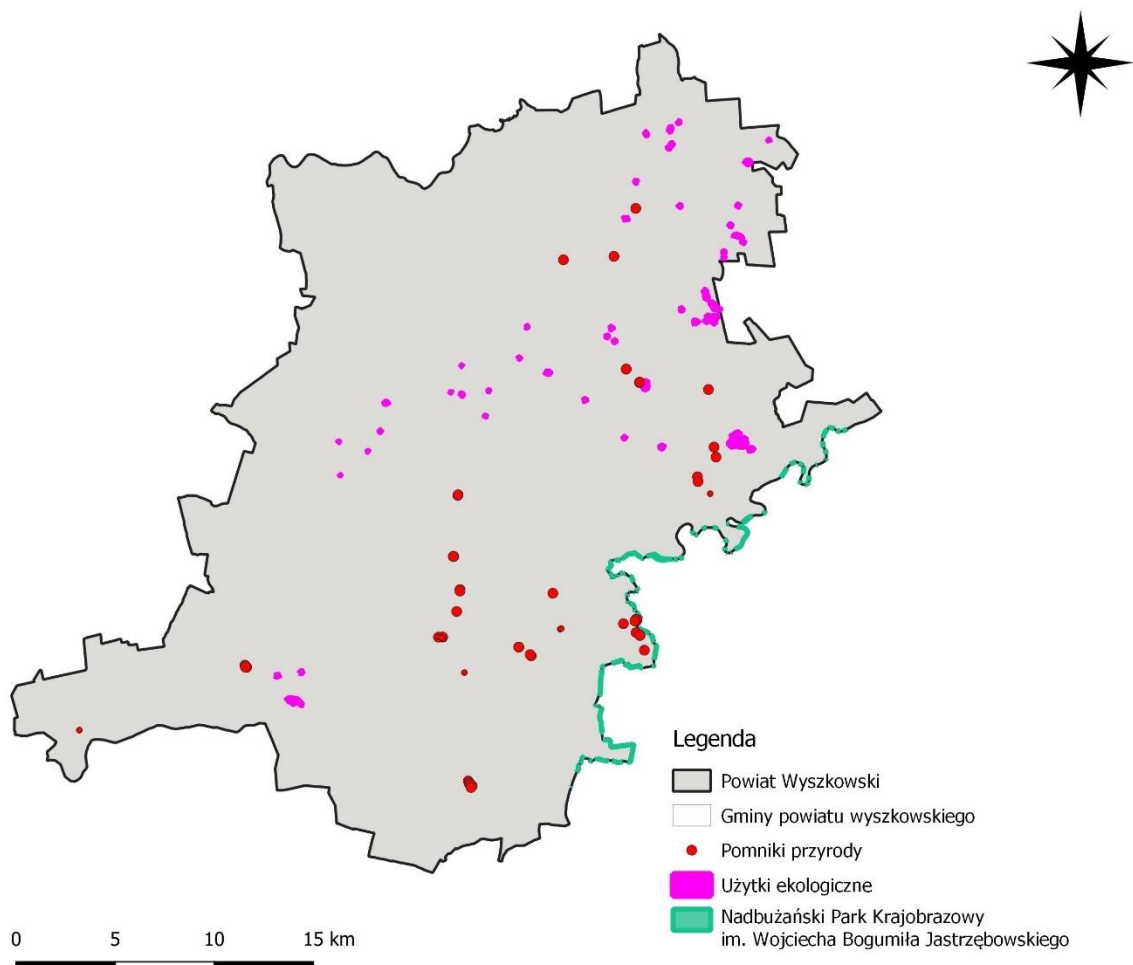 Legenda
Powiat Wyszkowski
Gminy powiatu wyszkowskiego
Pomniki przyrody
Użytki ekologiczne
Nadbużański Park Krajobrazowy
im. Wojciecha Bogumiła Jastrzębowskiego
0 5 10 15 km